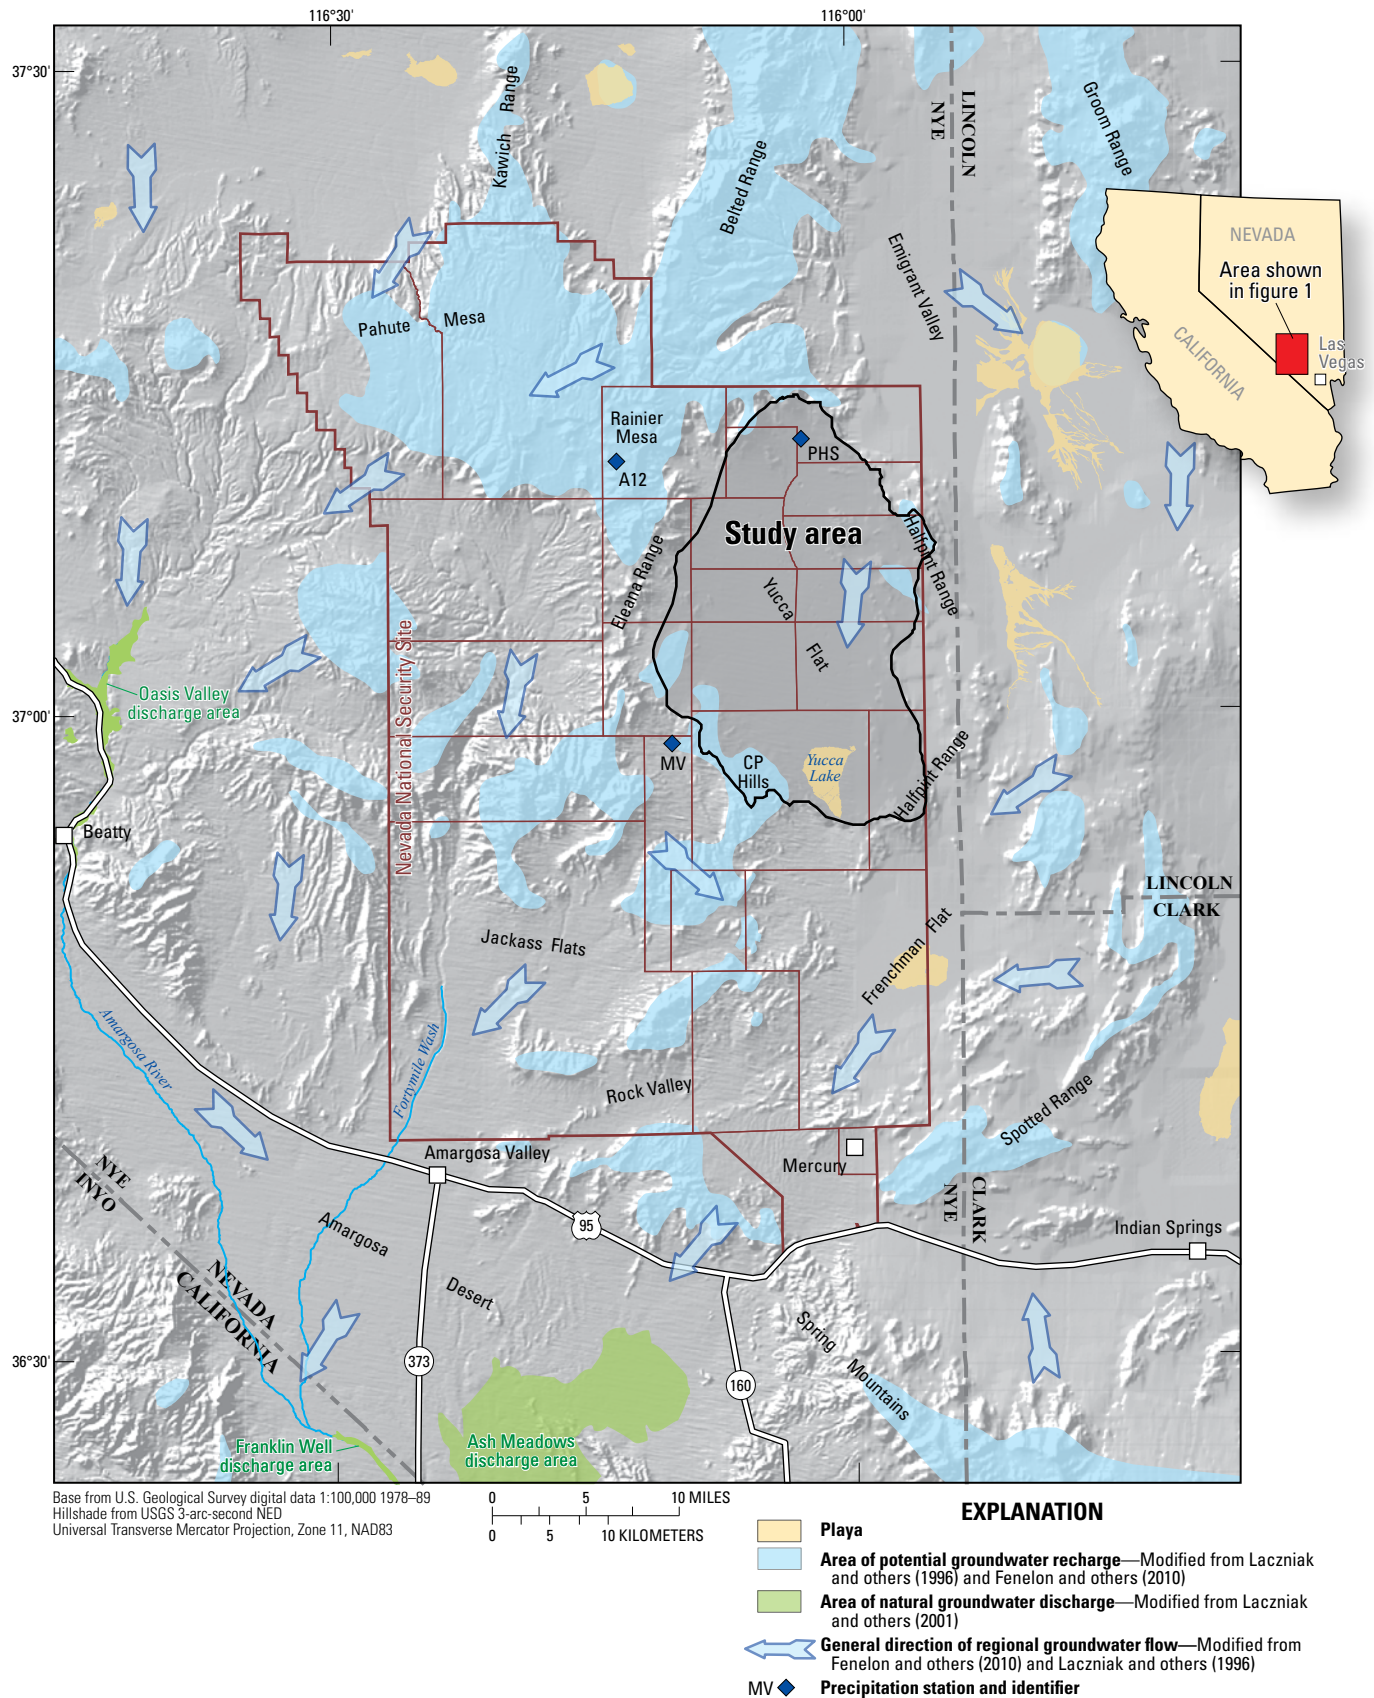 116°30'
116°00'
37°30'
Kawich Range
Belted Range
NYE
LINCOLN
Groom Range
NEVADA
Area shown
in figure 1
CALIFORNIA
Las
Vegas
Emigrant Valley
Pahute Mesa
Rainier
Mesa
A12
PHS
Study area
Halfpint Range
Eleana Range
Yucca
Flat
Nevada National Security Site
Oasis Valley
discharge area
37°00'
MV
CP
Hills
Yucca
Lake
Halfpint Range
Beatty
LINCOLN
CLARK
Jackass Flats
Frenchman Flat
Amargosa River
Fortymile Wash
Rock Valley
Spotted Range
Amargosa Valley
Mercury
NYE
INYO
NYE
CLARK
Indian Springs
95
Amargosa
Desert
NEVADA
CALIFORNIA
Spring Mountains
36°30'
373
160
Franklin Well
discharge area
Ash Meadows
discharge area
Base from U.S. Geological Survey digital data 1:100,000 1978–89
Hillshade from USGS 3-arc-second NED
Universal Transverse Mercator Projection, Zone 11, NAD83
0 5 10 MILES
0 5 10 KILOMETERS
EXPLANATION
Playa
Area of potential groundwater recharge—Modified from Laczniak
and others (1996) and Fenelon and others (2010)
Area of natural groundwater discharge—Modified from Laczniak
and others (2001)
General direction of regional groundwater flow—Modified from
Fenelon and others (2010) and Laczniak and others (1996)
MV Precipitation station and identifier